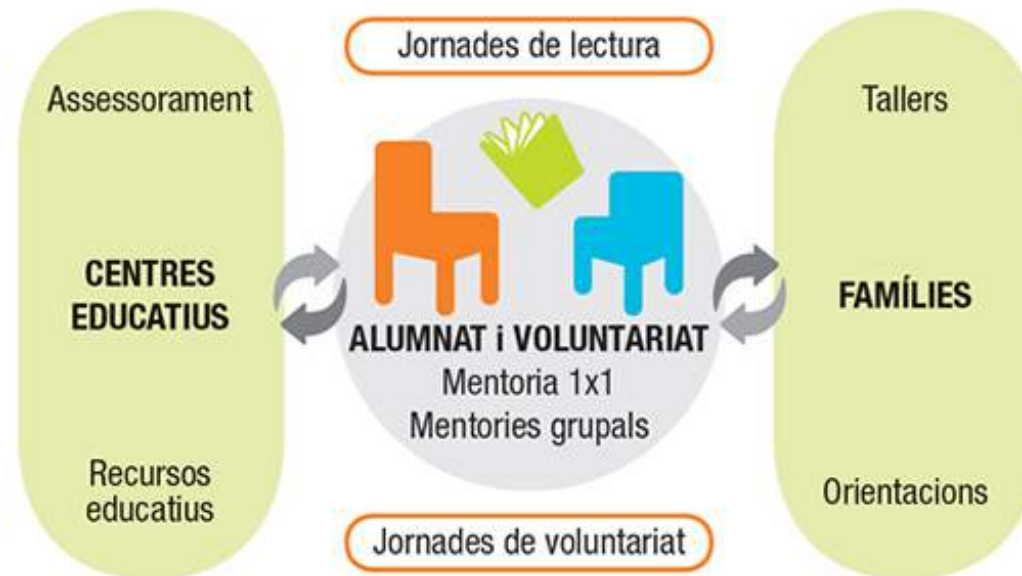 Jornades de lectura
Assessorament
CENTRES
EDUCATIUS
Recursos
educatius
ALUMNAT i VOLUNTARIAT
Mentoria 1x1
Mentories grupals
Jornades de voluntariat
Tallers
FAMÍLIES
Orientacions